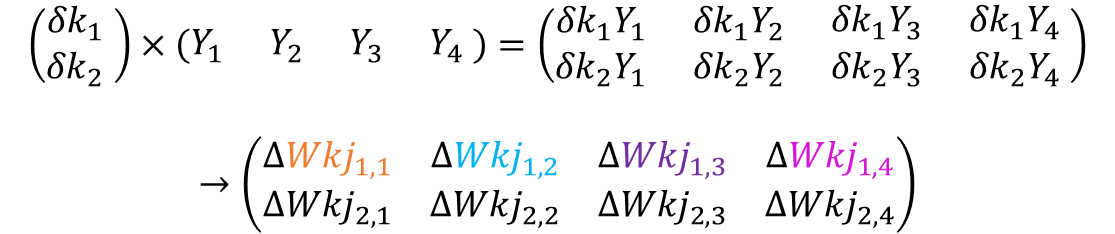 (δk₁ δk₂) × (Y₁ Y₂ Y₃ Y₄) = (δk₁Y₁ δk₁Y₂ δk₁Y₃ δk₁Y₄
δk₂Y₁ δk₂Y₂ δk₂Y₃ δk₂Y₄)
→ (ΔWkj₁,₁ ΔWkj₁,₂ ΔWkj₁,₃ ΔWkj₁,₄
ΔWkj₂,₁ ΔWkj₂,₂ ΔWkj₂,₃ ΔWkj₂,₄)